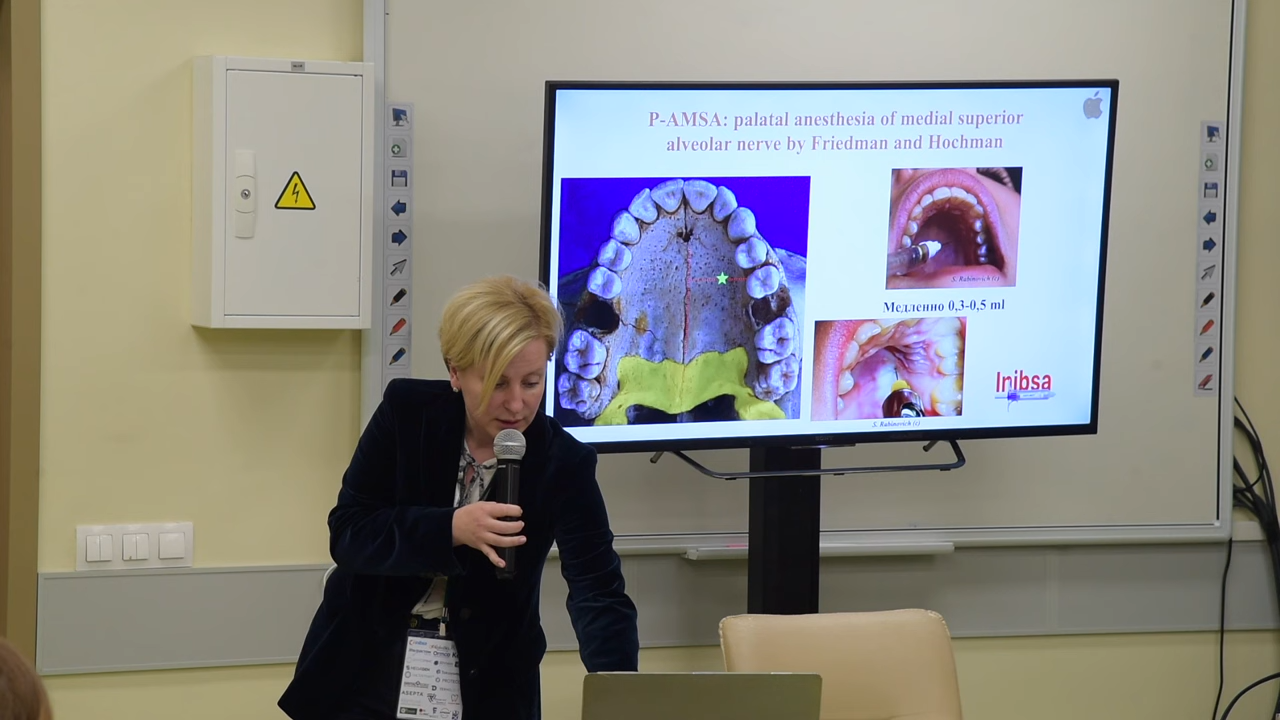 P-AMSA: palatal anesthesia of medial superior
alveolar nerve by Friedman and Hochman
S. Rabinovich (c)
Медленно 0,3-0,5 ml
Inibsa
S. Rabinovich (c)
ASEPTA